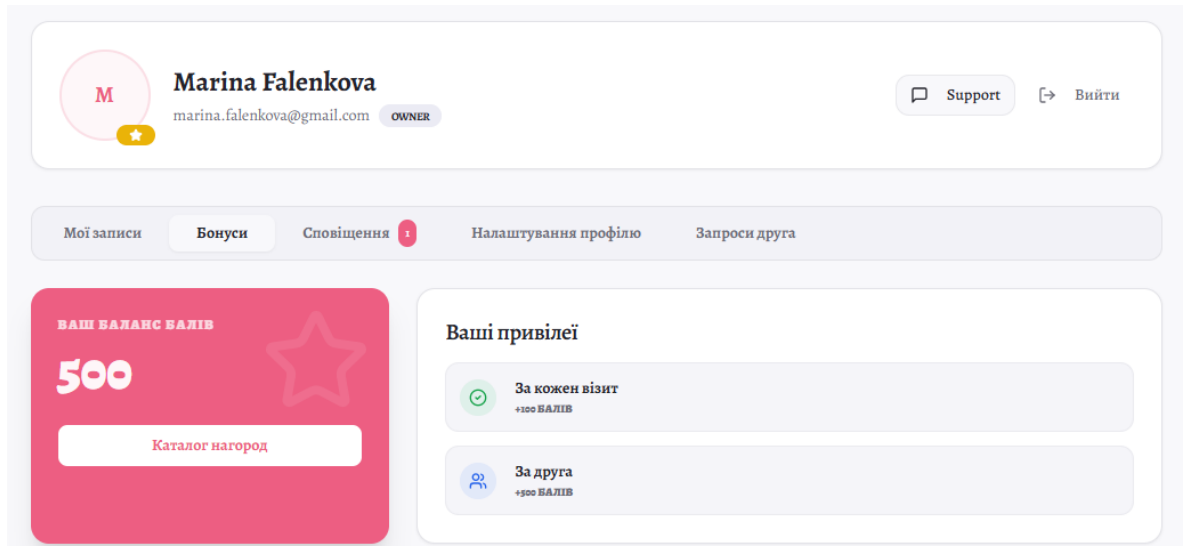 M
Marina Falenkova
marina.falenkova@gmail.com OWNER
Support
Вийти
Мої записи Бонуси Сповіщення 1 Налаштування профілю Запроси друга
ВАШ БАЛАНС БАЛІВ
500
Каталог нагород
Ваші привілеї
За кожен візит
+100 БАЛІВ
За друга
+500 БАЛІВ